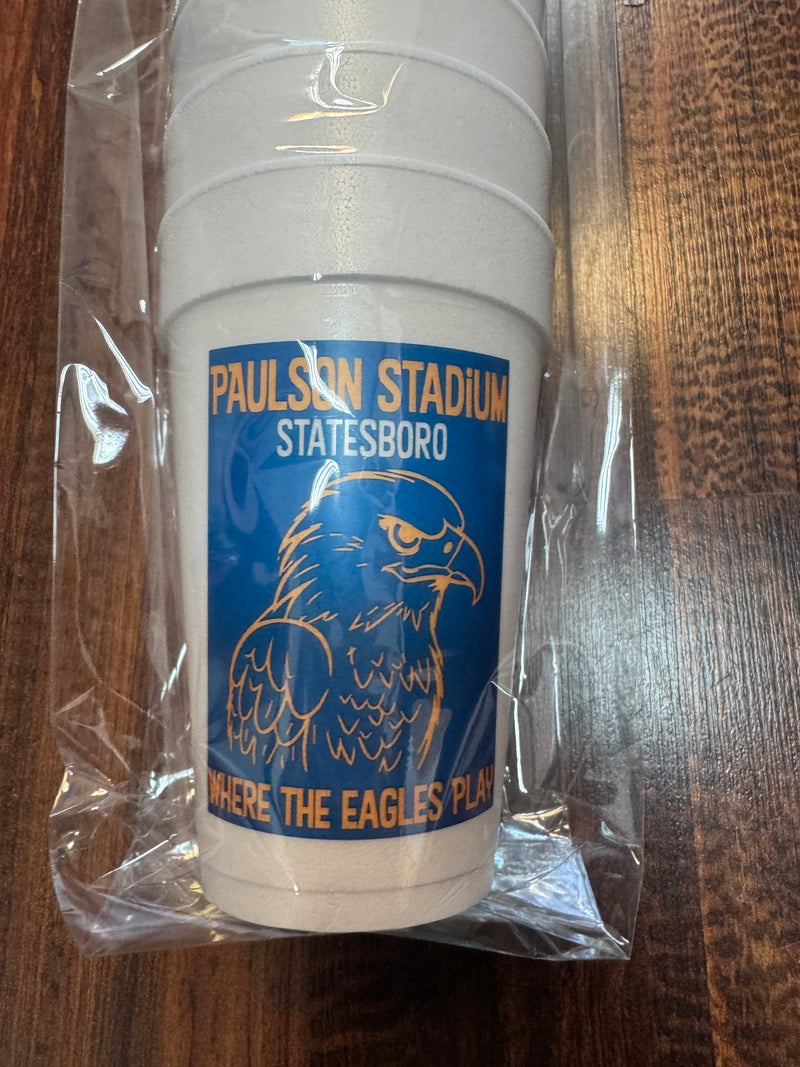 PAULSON STADiUM
STATESBORO
WHERE THE EAGLES PLAY